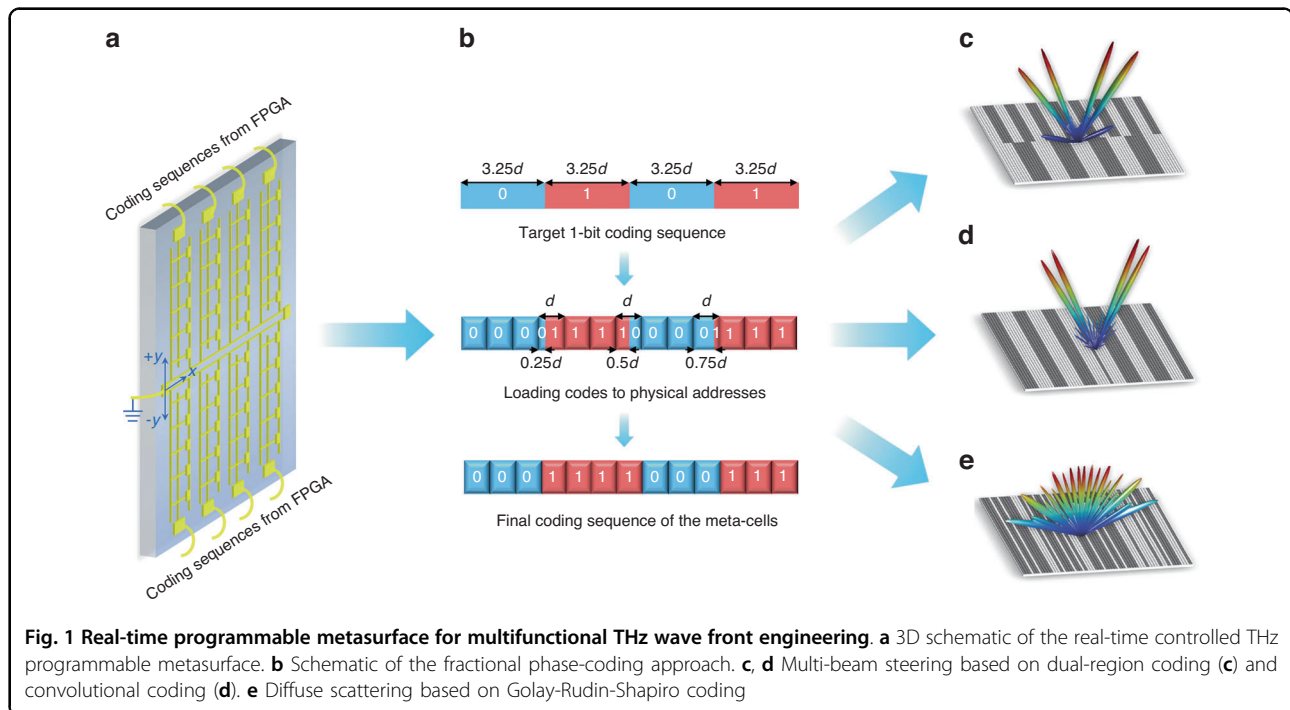 a
Coding sequences from FPGA
+y
x
-y
Coding sequences from FPGA
b
3.25d 3.25d 3.25d 3.25d
0 1 0 1
Target 1-bit coding sequence
d d d
0 0 0 0 1 1 1 1 1 0 0 0 0 0 1 1 1 1
0.25d 0.5d 0.75d
Loading codes to physical addresses
0 0 0 1 1 1 1 0 0 0 1 1 1
Final coding sequence of the meta-cells
c
d
e
Fig. 1 Real-time programmable metasurface for multifunctional THz wave front engineering. a 3D schematic of the real-time controlled THz
programmable metasurface. b Schematic of the fractional phase-coding approach. c, d Multi-beam steering based on dual-region coding (c) and
convolutional coding (d). e Diffuse scattering based on Golay-Rudin-Shapiro coding